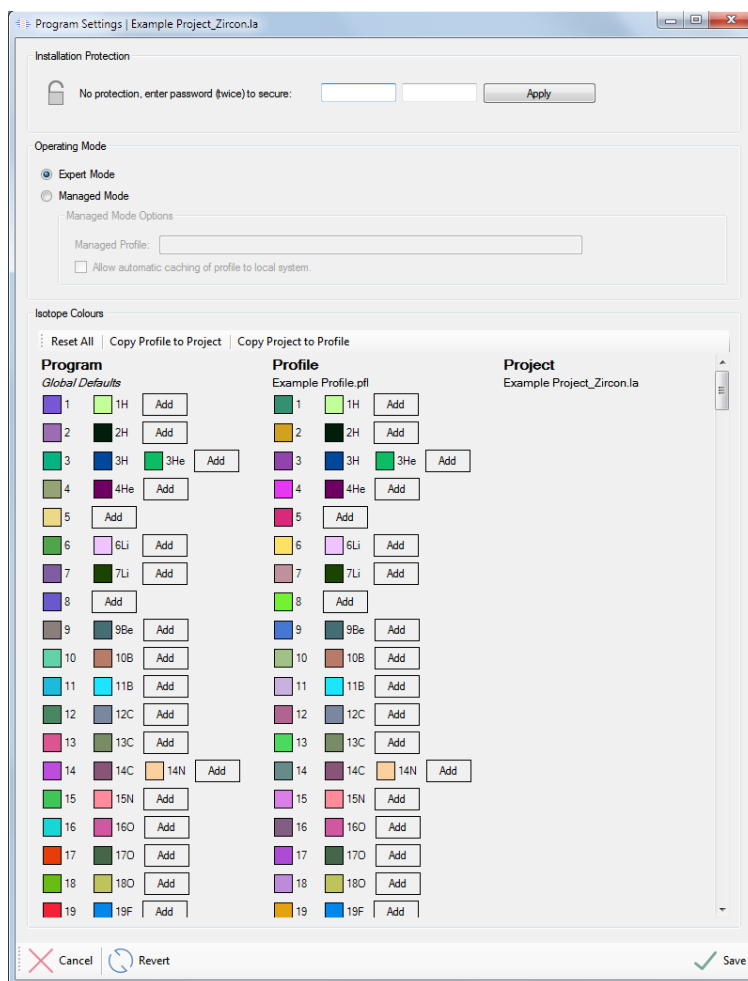 Program Settings | Example Project_Zircon.la
Installation Protection
No protection, enter password (twice) to secure: Apply
Operating Mode
Expert Mode
Managed Mode
Managed Mode Options
Managed Profile:
Allow automatic caching of profile to local system.
Isotope Colours
Reset All Copy Profile to Project Copy Project to Profile
Program Profile Project
Global Defaults Example Profile.pfl Example Project_Zircon.la
1 1H Add 1 1H Add
2 2H Add 2 2H Add
3 3H 3He Add 3 3H 3He Add
4 4He Add 4 4He Add
5 Add 5 Add
6 6Li Add 6 6Li Add
7 7Li Add 7 7Li Add
8 Add 8 Add
9 9Be Add 9 9Be Add
10 10B Add 10 10B Add
11 11B Add 11 11B Add
12 12C Add 12 12C Add
13 13C Add 13 13C Add
14 14C 14N Add 14 14C 14N Add
15 15N Add 15 15N Add
16 16O Add 16 16O Add
17 17O Add 17 17O Add
18 18O Add 18 18O Add
19 19F Add 19 19F Add
Cancel Revert Save